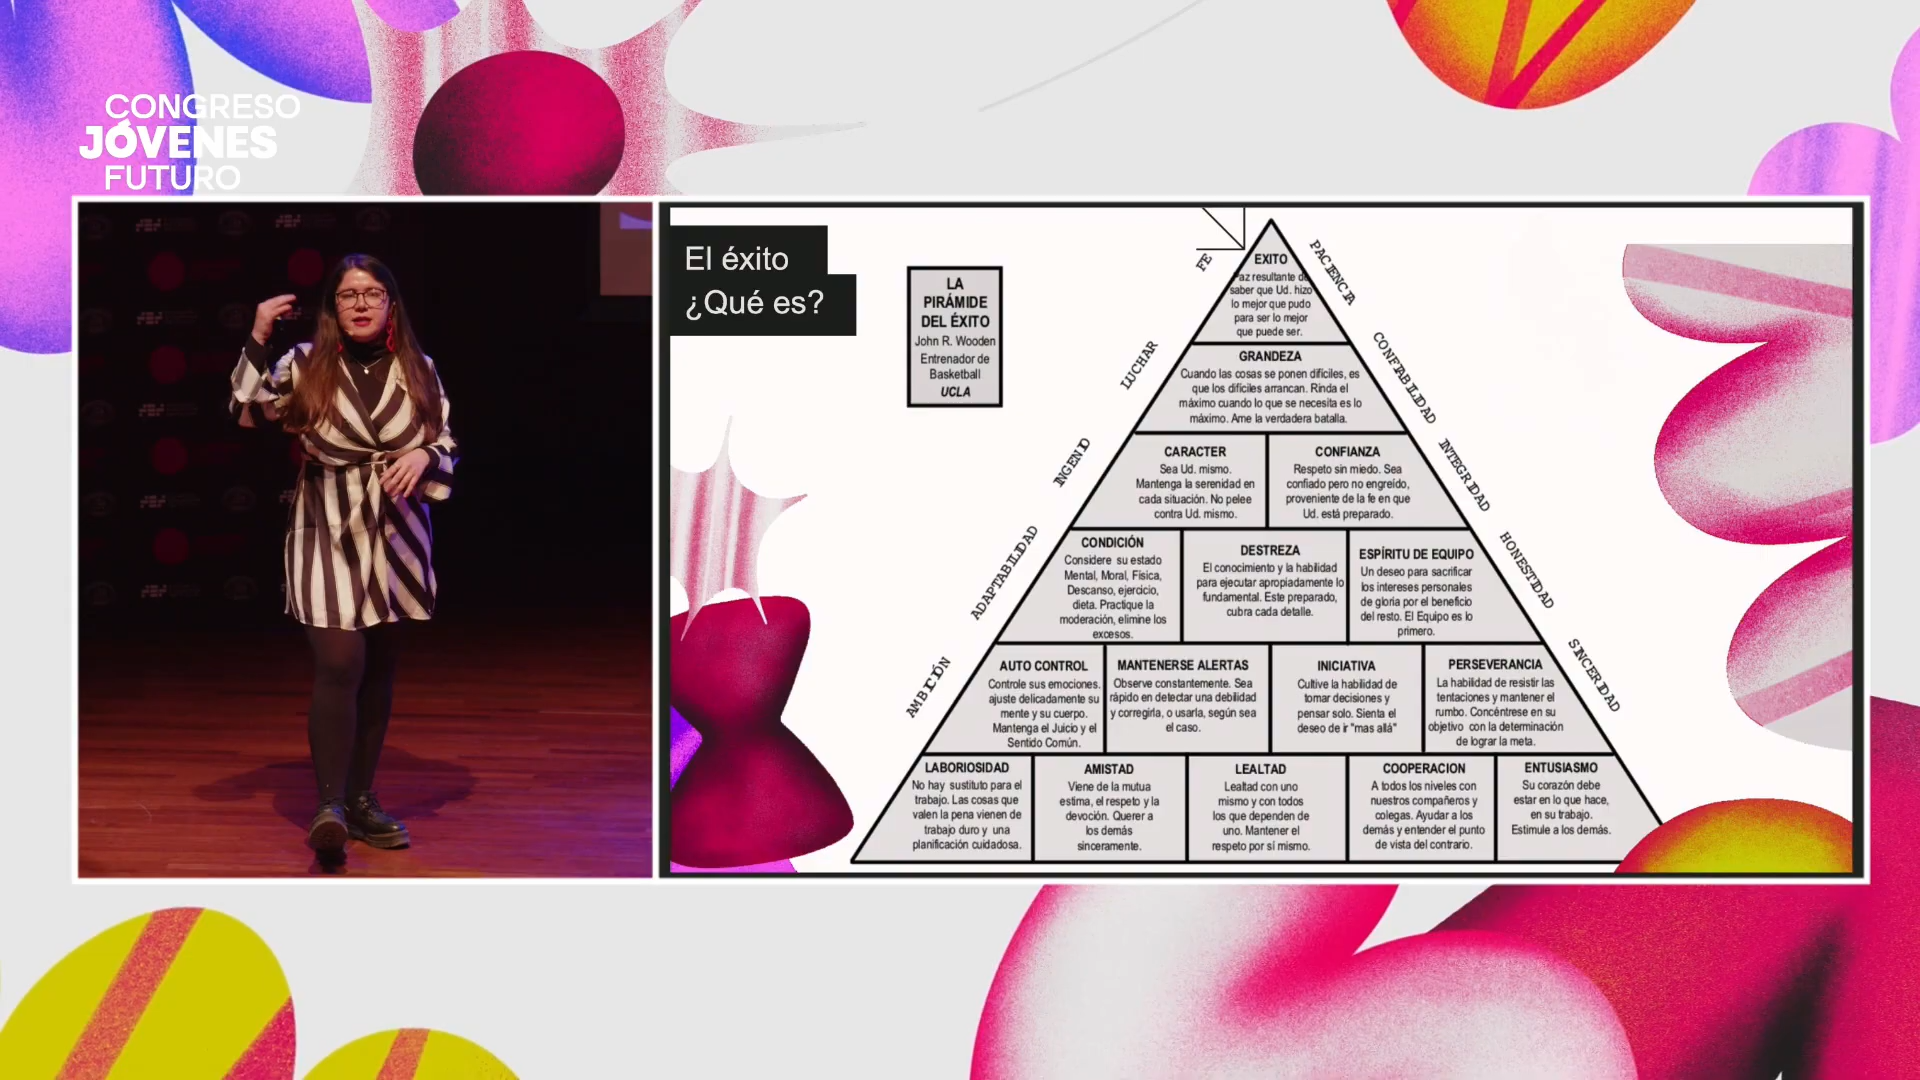 CONGRESO
JÓVENES
FUTURO
El éxito
¿Qué es?
LA
PIRÁMIDE
DEL ÉXITO
John R. Wooden
Entrenador de
Basketball
UCLA
FE
LUCHAR
INGENIO
ADAPTABILIDAD
AMBICIÓN
PACIENCIA
CONFIABILIDAD
INTEGRIDAD
HONESTIDAD
SINCERIDAD
EXITO
Paz resultante de
saber que Ud. hizo
lo mejor que pudo
para ser lo mejor
que puede ser.
GRANDEZA
Cuando las cosas se ponen difíciles, es
que los difíciles arrancan. Rinda el
máximo cuando lo que se necesita es lo
máximo. Ame la verdadera batalla.
CARACTER
Sea Ud. mismo.
Mantenga la serenidad en
cada situación. No pelee
contra Ud. mismo.
CONFIANZA
Respeto sin miedo. Sea
confiado pero no engreído,
proveniente de la fe en que
Ud. está preparado.
CONDICIÓN
Considere su estado
Mental, Moral, Física,
Descanso, ejercicio,
dieta. Practique la
moderación, elimine los
excesos.
DESTREZA
El conocimiento y la habilidad
para ejecutar apropiadamente lo
fundamental. Este preparado,
cubra cada detalle.
ESPÍRITU DE EQUIPO
Un deseo para sacrificar
los intereses personales
de gloria por el beneficio
del resto. El Equipo es lo
primero.
AUTO CONTROL
Controle sus emociones.
ajuste delicadamente su
mente y su cuerpo.
Mantenga el Juicio y el
Sentido Común.
MANTENERSE ALERTAS
Observe constantemente. Sea
rápido en detectar una debilidad
y corregirla, o usarla, según sea
el caso.
INICIATIVA
Cultive la habilidad de
tomar decisiones y
pensar solo. Sienta el
deseo de ir "mas allá"
PERSEVERANCIA
La habilidad de resistir las
tentaciones y mantener el
rumbo. Concéntrese en su
objetivo con la determinación
de lograr la meta.
LABORIOSIDAD
No hay sustituto para el
trabajo. Las cosas que
valen la pena vienen de
trabajo duro y una
planificación cuidadosa.
AMISTAD
Viene de la mutua
estima, el respeto y la
devoción. Querer a
los demás
sinceramente.
LEALTAD
Lealtad con uno
mismo y con todos
los que dependen de
uno. Mantener el
respeto por sí mismo.
COOPERACION
A todos los niveles con
nuestros compañeros y
colegas. Ayudar a los
demás y entender el punto
de vista del contrario.
ENTUSIASMO
Su corazón debe
estar en lo que hace,
en su trabajo.
Estimule a los demás.